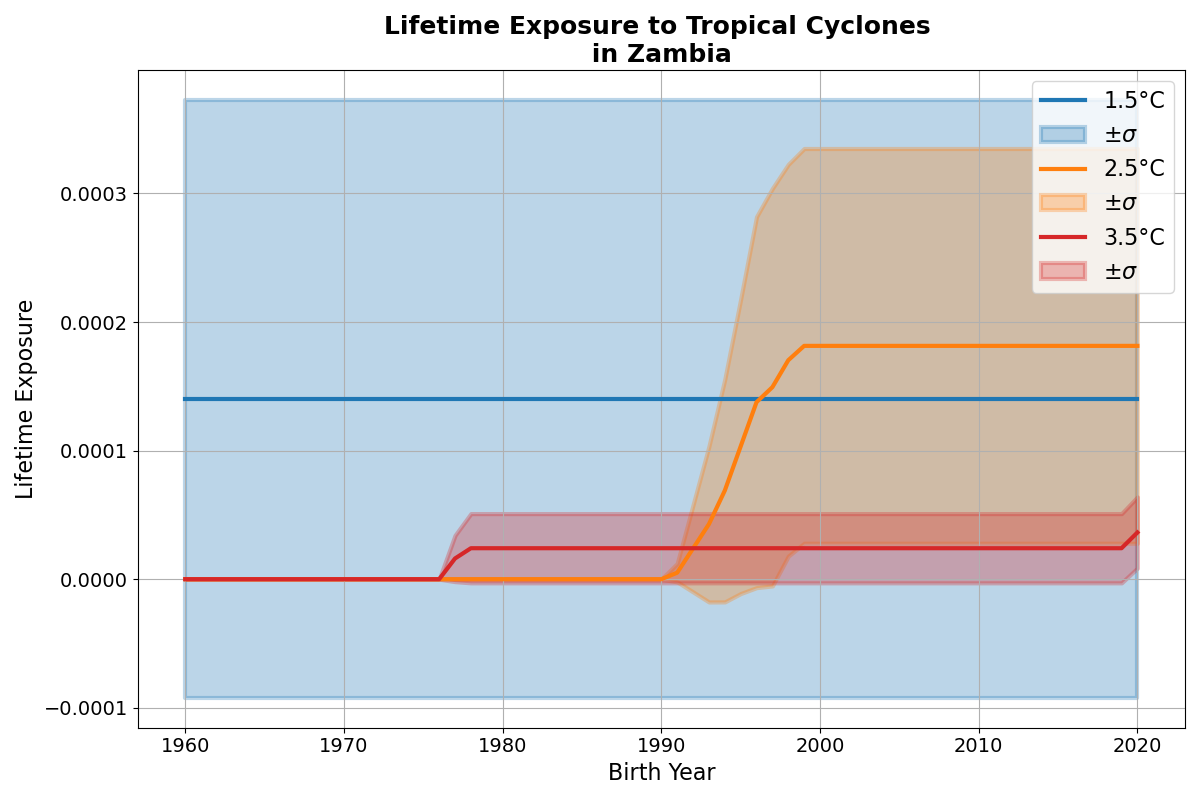 Lifetime Exposure to Tropical Cyclones
in Zambia
1.5°C
±σ
2.5°C
±σ
3.5°C
±σ
0.0003
0.0002
0.0001
0.0000
−0.0001
Lifetime Exposure
1960 1970 1980 1990 2000 2010 2020
Birth Year